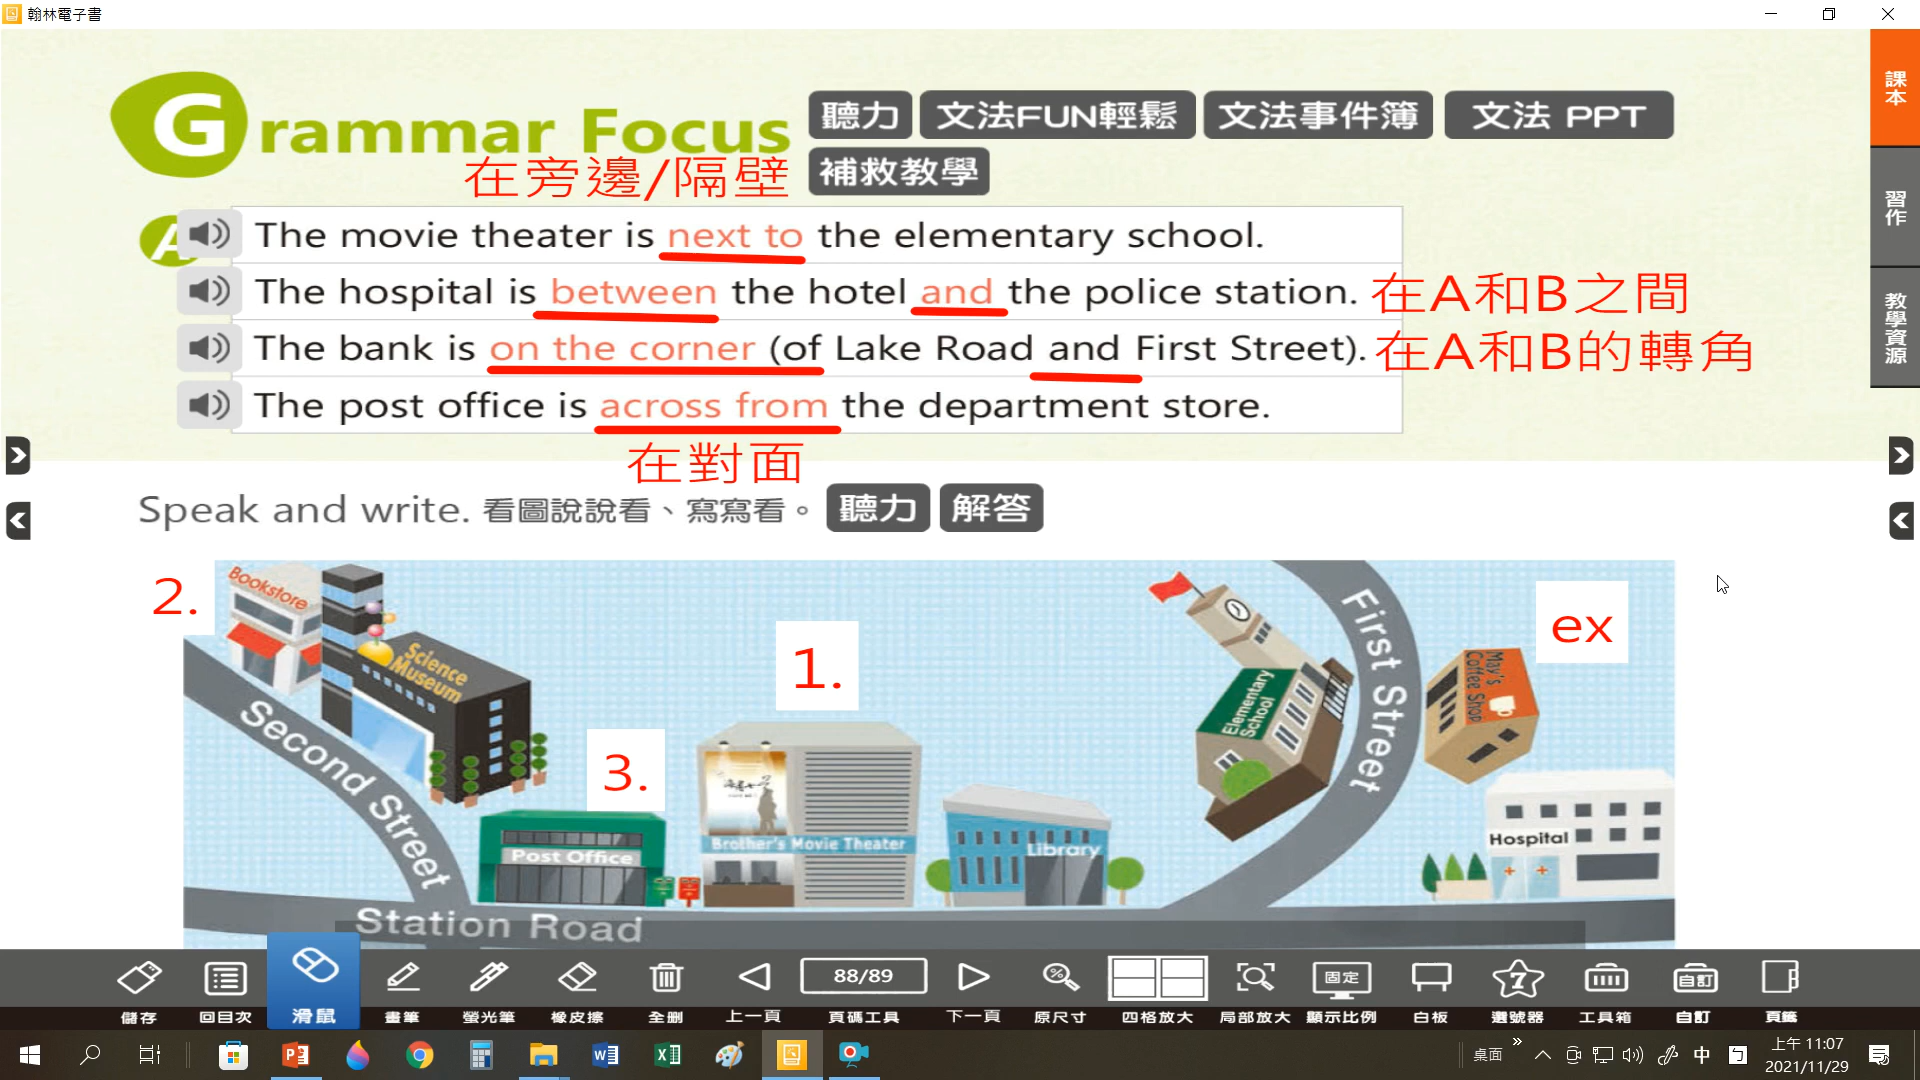 翰林電子書
Grammar Focus
聽力
文法FUN輕鬆
文法事件簿
文法 PPT
補救教學
課本
習作
教學資源
在旁邊/隔壁
A
The movie theater is next to the elementary school.
The hospital is between the hotel and the police station.
在A和B之間
The bank is on the corner (of Lake Road and First Street).
在A和B的轉角
The post office is across from the department store.
在對面
Speak and write. 看圖說說看、寫寫看。
聽力
解答
2.
Bookstore
Science Museum
1.
3.
ex
First Street
Elementary School
May's Coffee Shop
Second Street
Post Office
Brother's Movie Theater
Library
Hospital
Station Road
88/89
固定
7
自訂
儲存
回目次
滑鼠
畫筆
螢光筆
橡皮擦
全刪
上一頁
頁碼工具
下一頁
原尺寸
四格放大
局部放大
顯示比例
白板
選號器
工具箱
自訂
頁籤
桌面
中
上午 11:07
2021/11/29